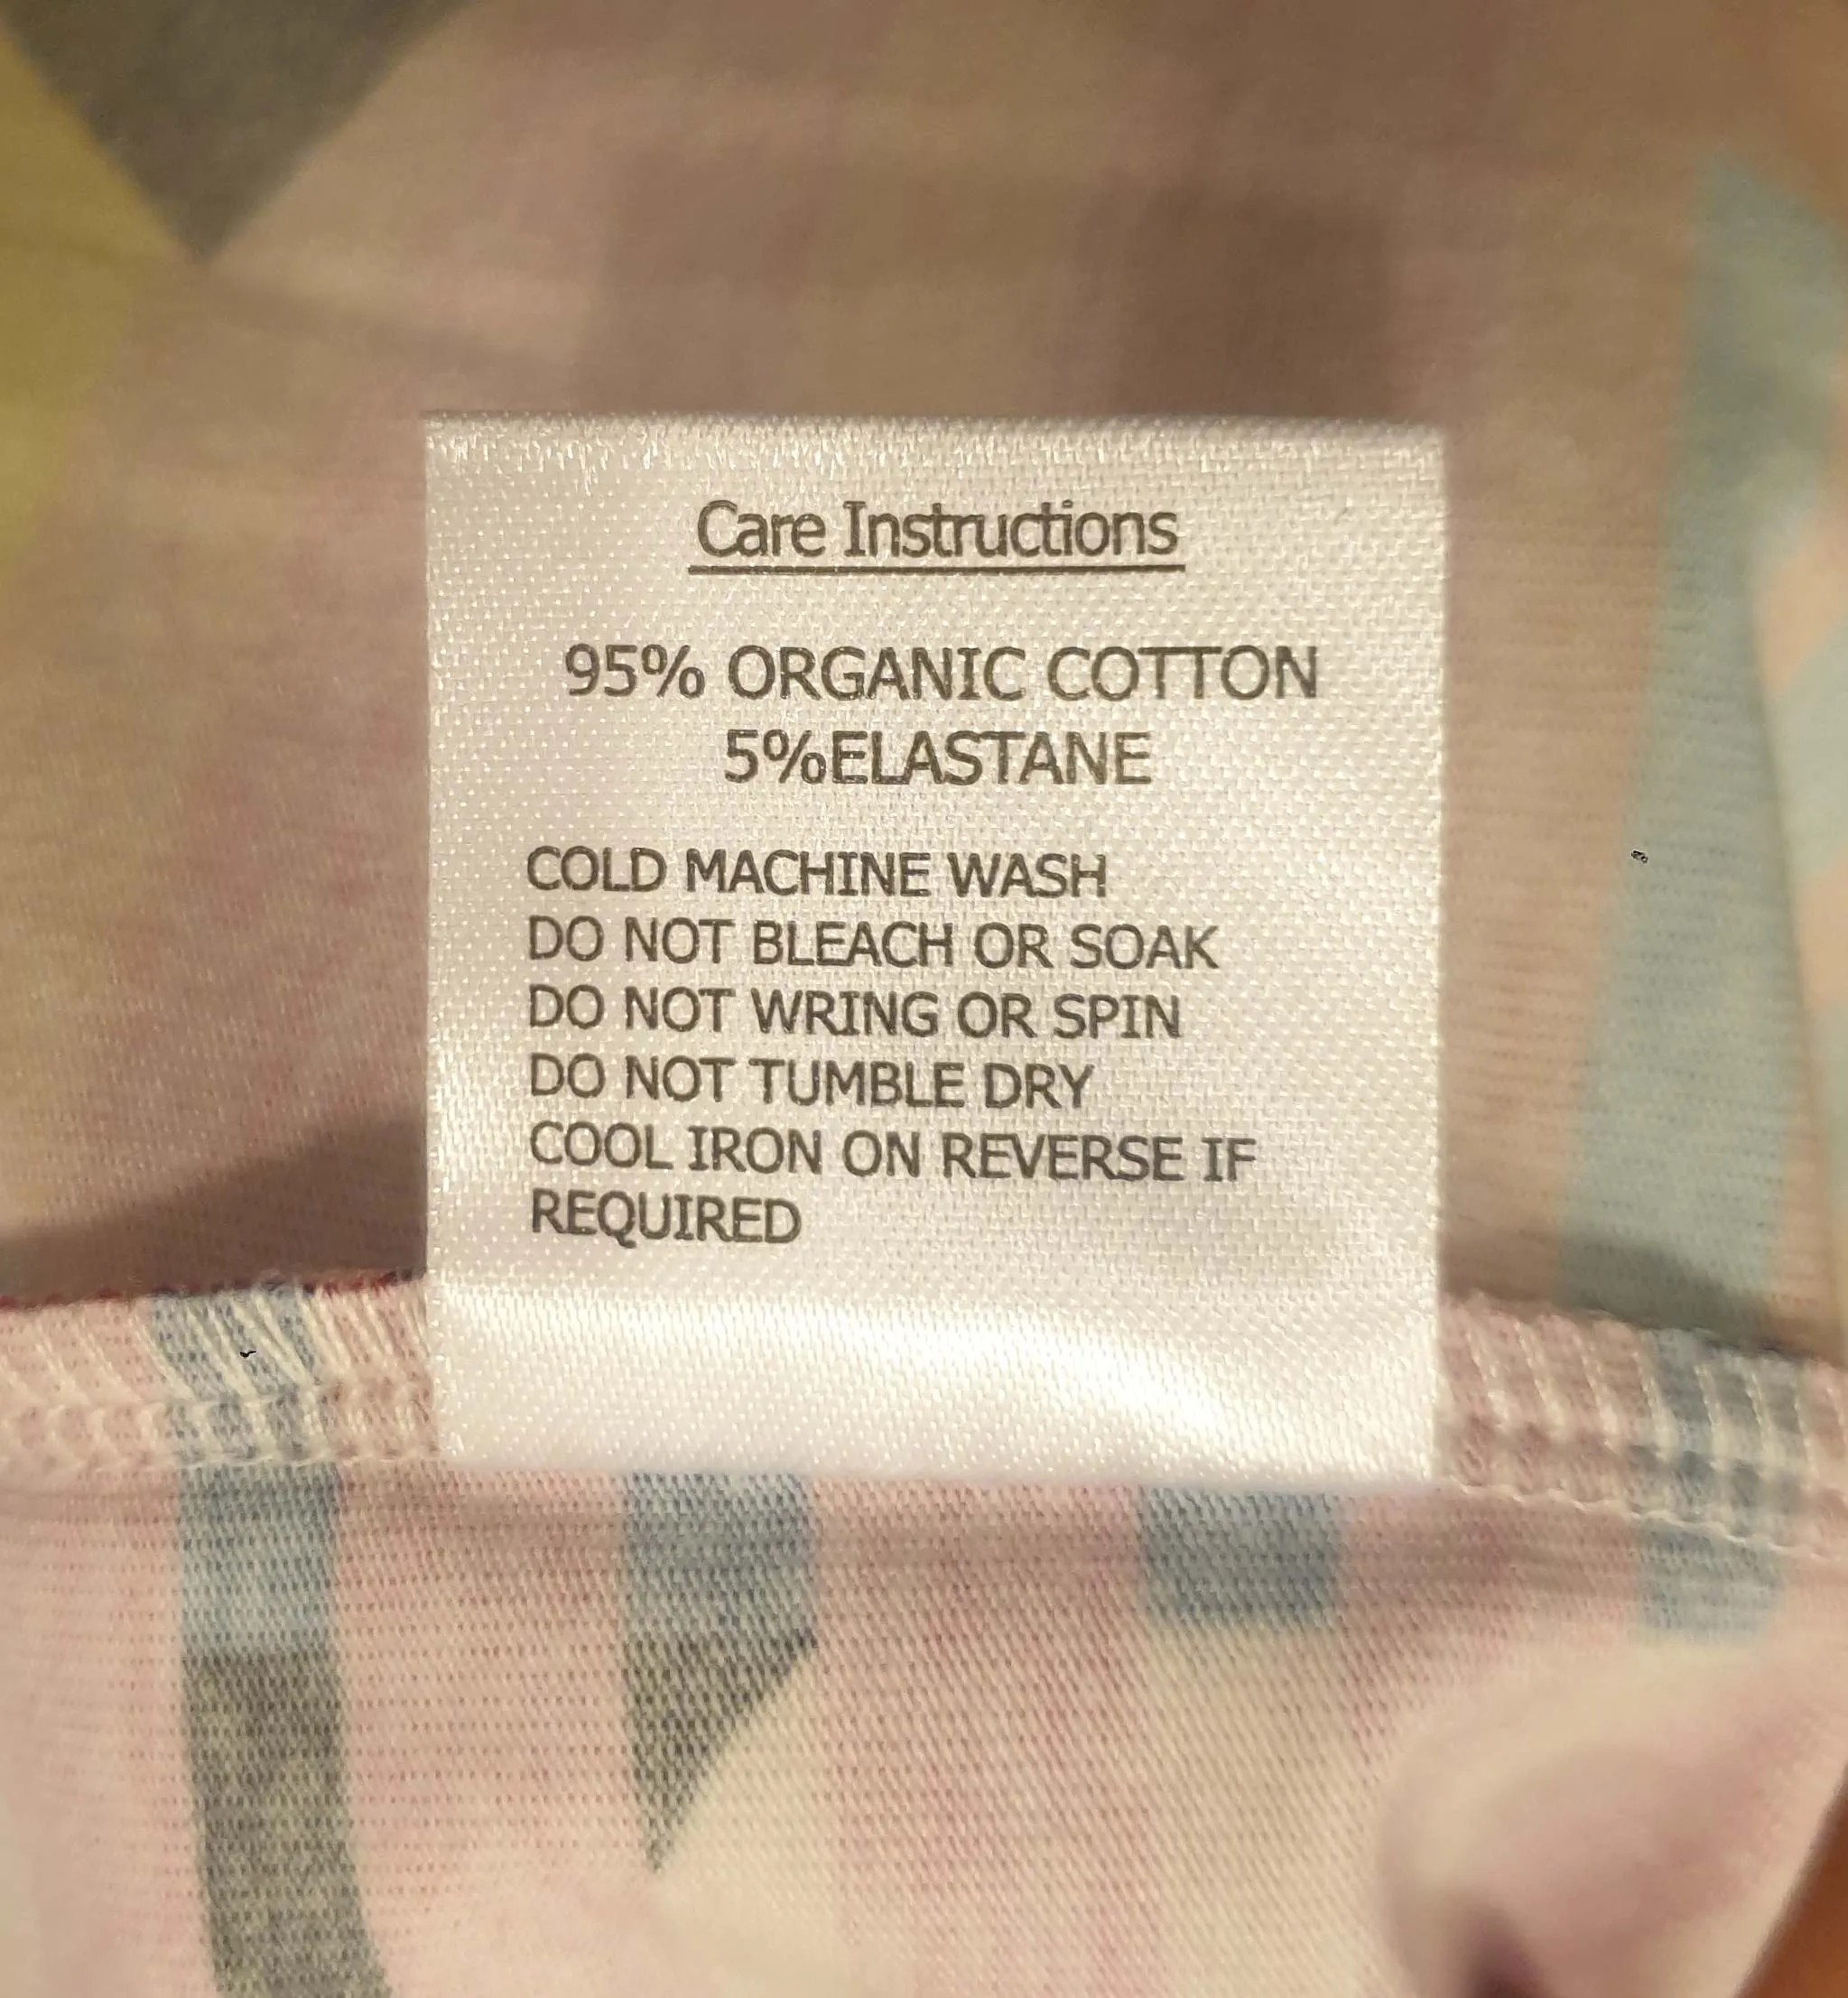 Care Instructions
95% ORGANIC COTTON
5%ELASTANE
COLD MACHINE WASH
DO NOT BLEACH OR SOAK
DO NOT WRING OR SPIN
DO NOT TUMBLE DRY
COOL IRON ON REVERSE IF
REQUIRED